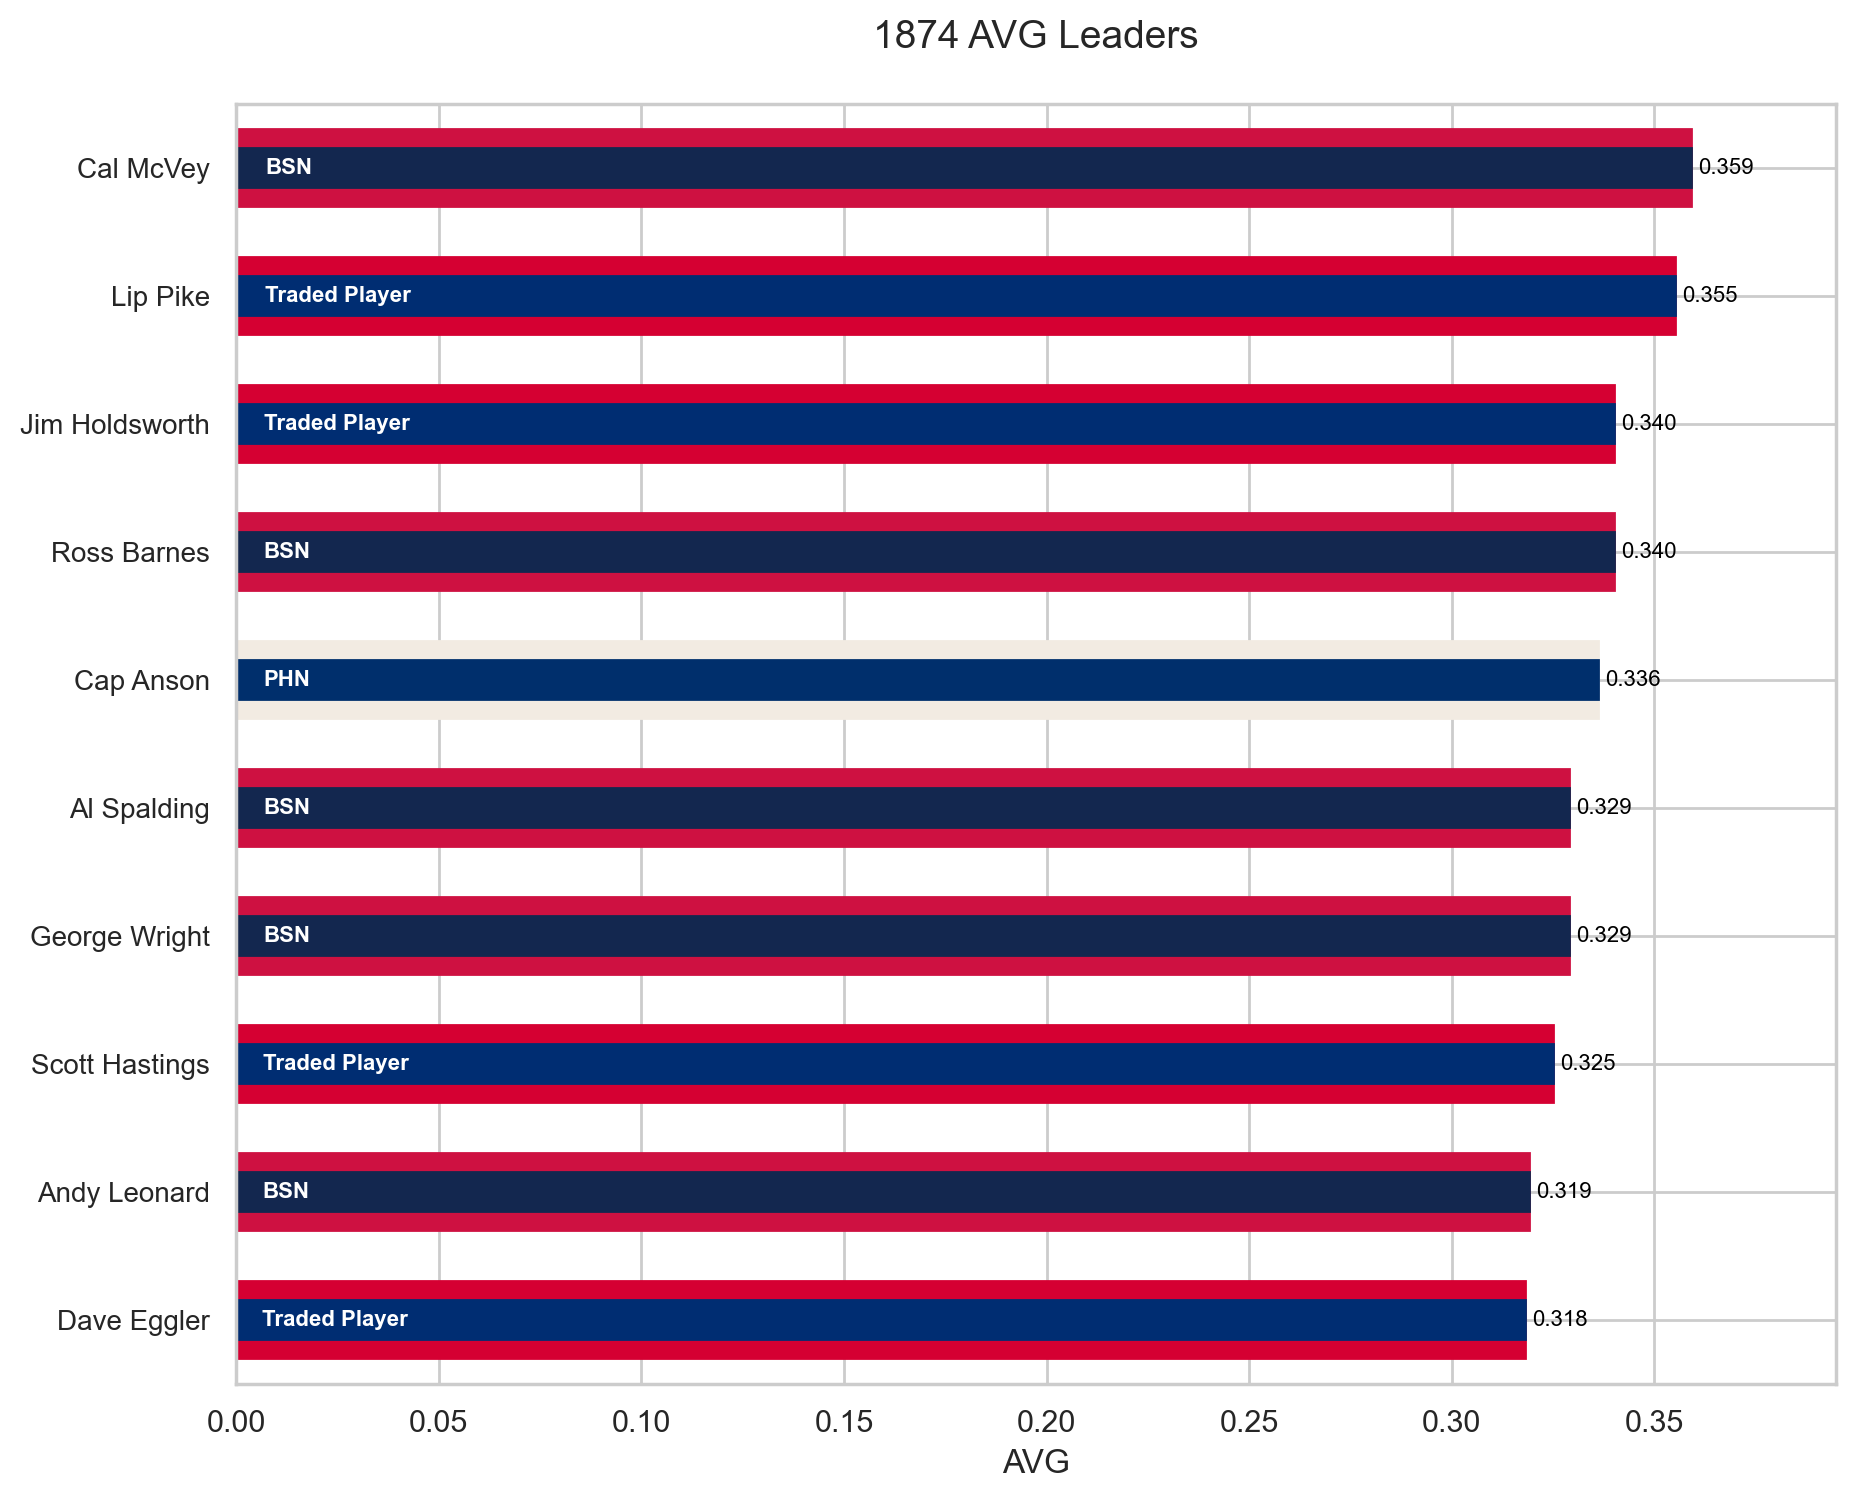 1874 AVG Leaders
Cal McVey BSN 0.359
Lip Pike Traded Player 0.355
Jim Holdsworth Traded Player 0.340
Ross Barnes BSN 0.340
Cap Anson PHN 0.336
Al Spalding BSN 0.329
George Wright BSN 0.329
Scott Hastings Traded Player 0.325
Andy Leonard BSN 0.319
Dave Eggler Traded Player 0.318
0.00 0.05 0.10 0.15 0.20 0.25 0.30 0.35
AVG